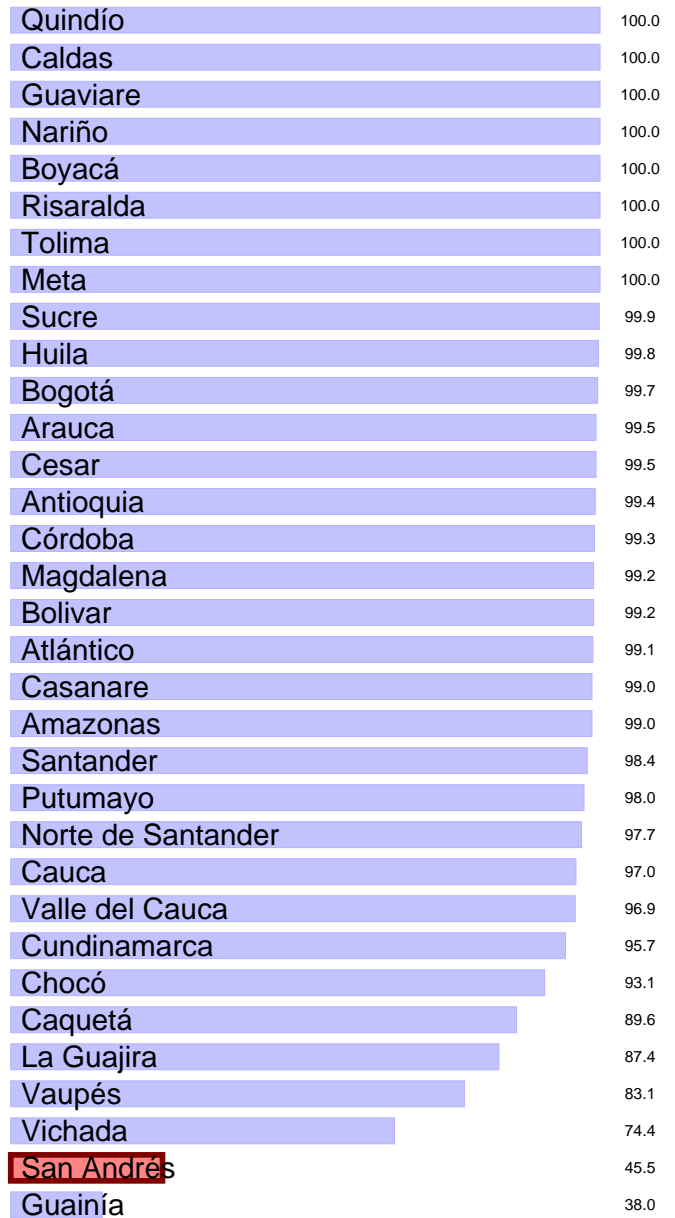 Quindío 100.0
Caldas 100.0
Guaviare 100.0
Nariño 100.0
Boyacá 100.0
Risaralda 100.0
Tolima 100.0
Meta 100.0
Sucre 99.9
Huila 99.8
Bogotá 99.7
Arauca 99.5
Cesar 99.5
Antioquia 99.4
Córdoba 99.3
Magdalena 99.2
Bolivar 99.2
Atlántico 99.1
Casanare 99.0
Amazonas 99.0
Santander 98.4
Putumayo 98.0
Norte de Santander 97.7
Cauca 97.0
Valle del Cauca 96.9
Cundinamarca 95.7
Chocó 93.1
Caquetá 89.6
La Guajira 87.4
Vaupés 83.1
Vichada 74.4
San Andrés 45.5
Guainía 38.0